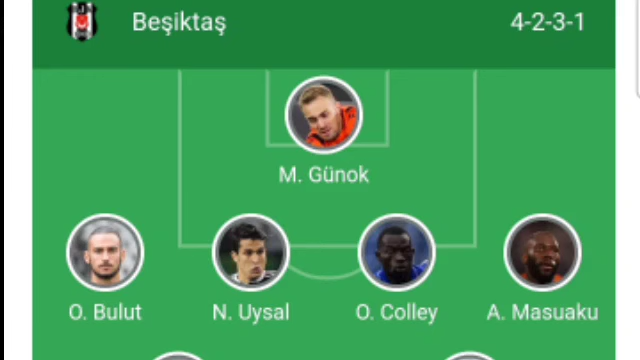 Beşiktaş 4-2-3-1
M. Günok
O. Bulut N. Uysal O. Colley A. Masuaku